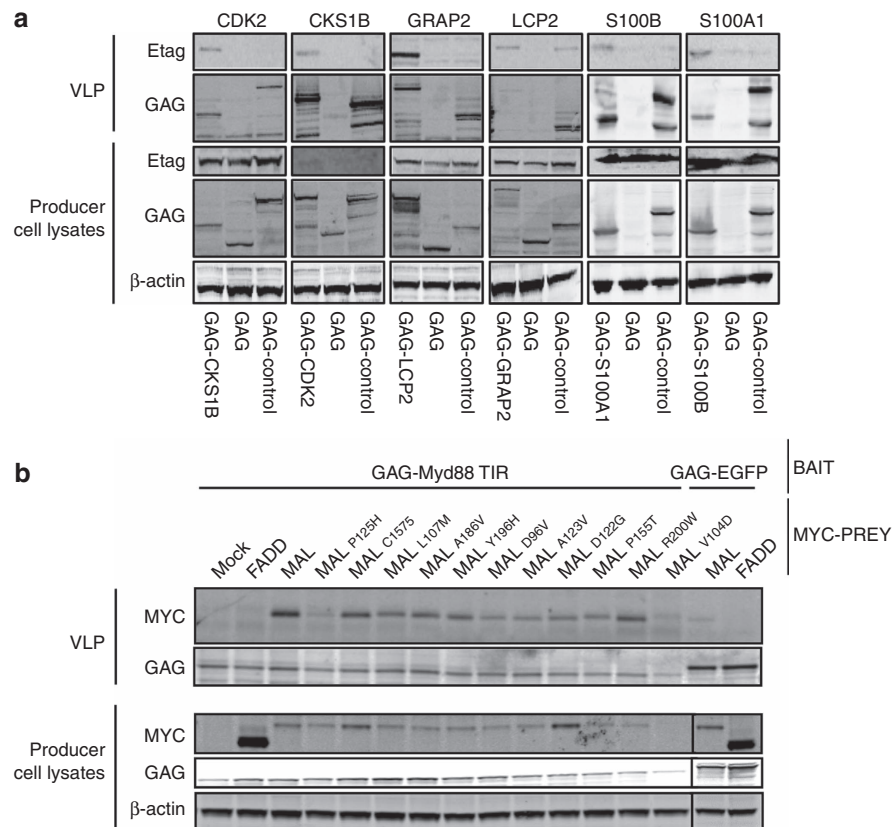 a
CDK2 CKS1B GRAP2 LCP2 S100B S100A1
VLP
Etag
GAG
Producer cell lysates
Etag
GAG
β-actin
GAG-CKS1B GAG GAG-control GAG-CDK2 GAG GAG-control GAG-LCP2 GAG GAG-control GAG-GRAP2 GAG GAG-control GAG-S100A1 GAG GAG-control GAG-S100B GAG GAG-control
b
GAG-Myd88 TIR GAG-EGFP BAIT
MYC-PREY
Mock FADD MAL MAL P125H MAL C1575 MAL L107M MAL A186V MAL Y196H MAL D96V MAL A123V MAL D122G MAL P155T MAL R200W MAL V104D MAL FADD
VLP
MYC
GAG
Producer cell lysates
MYC
GAG
β-actin